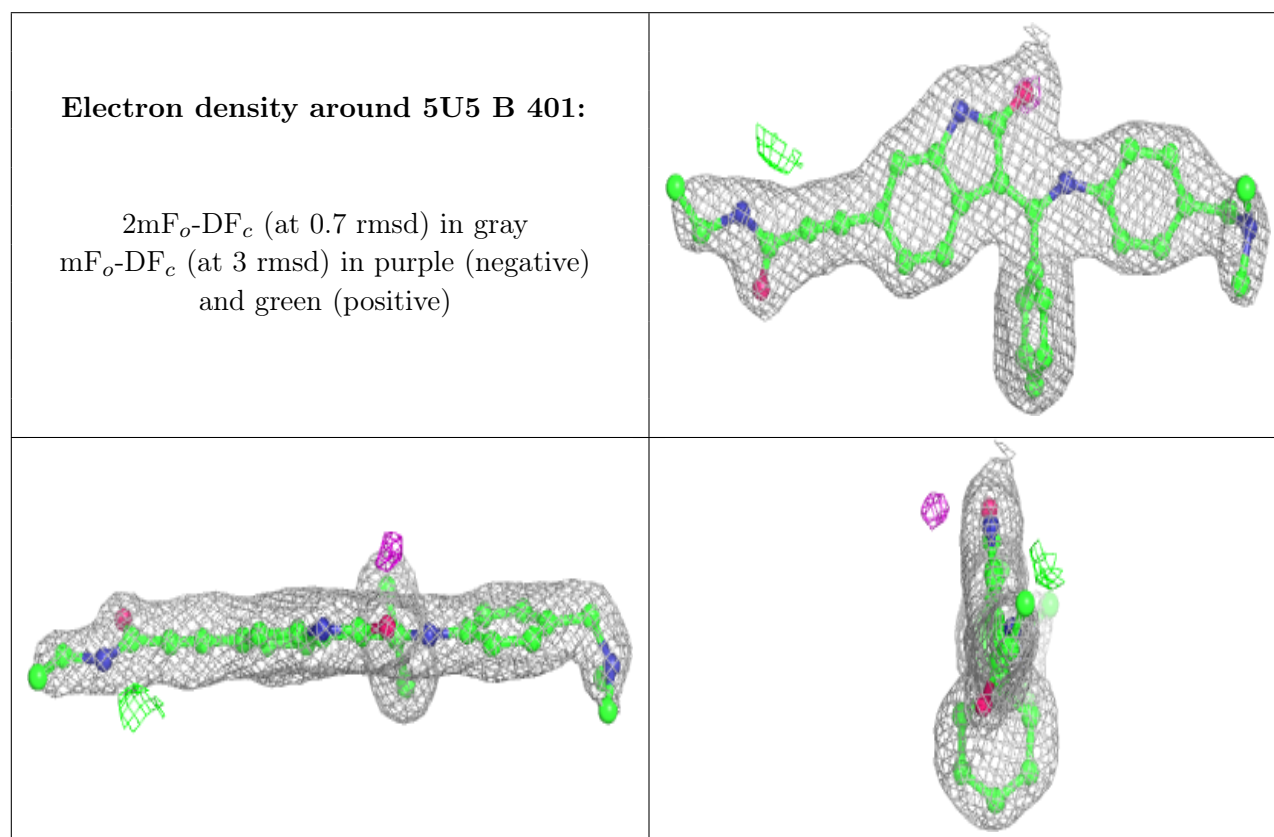 Electron density around 5U5 B 401:
2mFo-DFc (at 0.7 rmsd) in gray
mFo-DFc (at 3 rmsd) in purple (negative)
and green (positive)